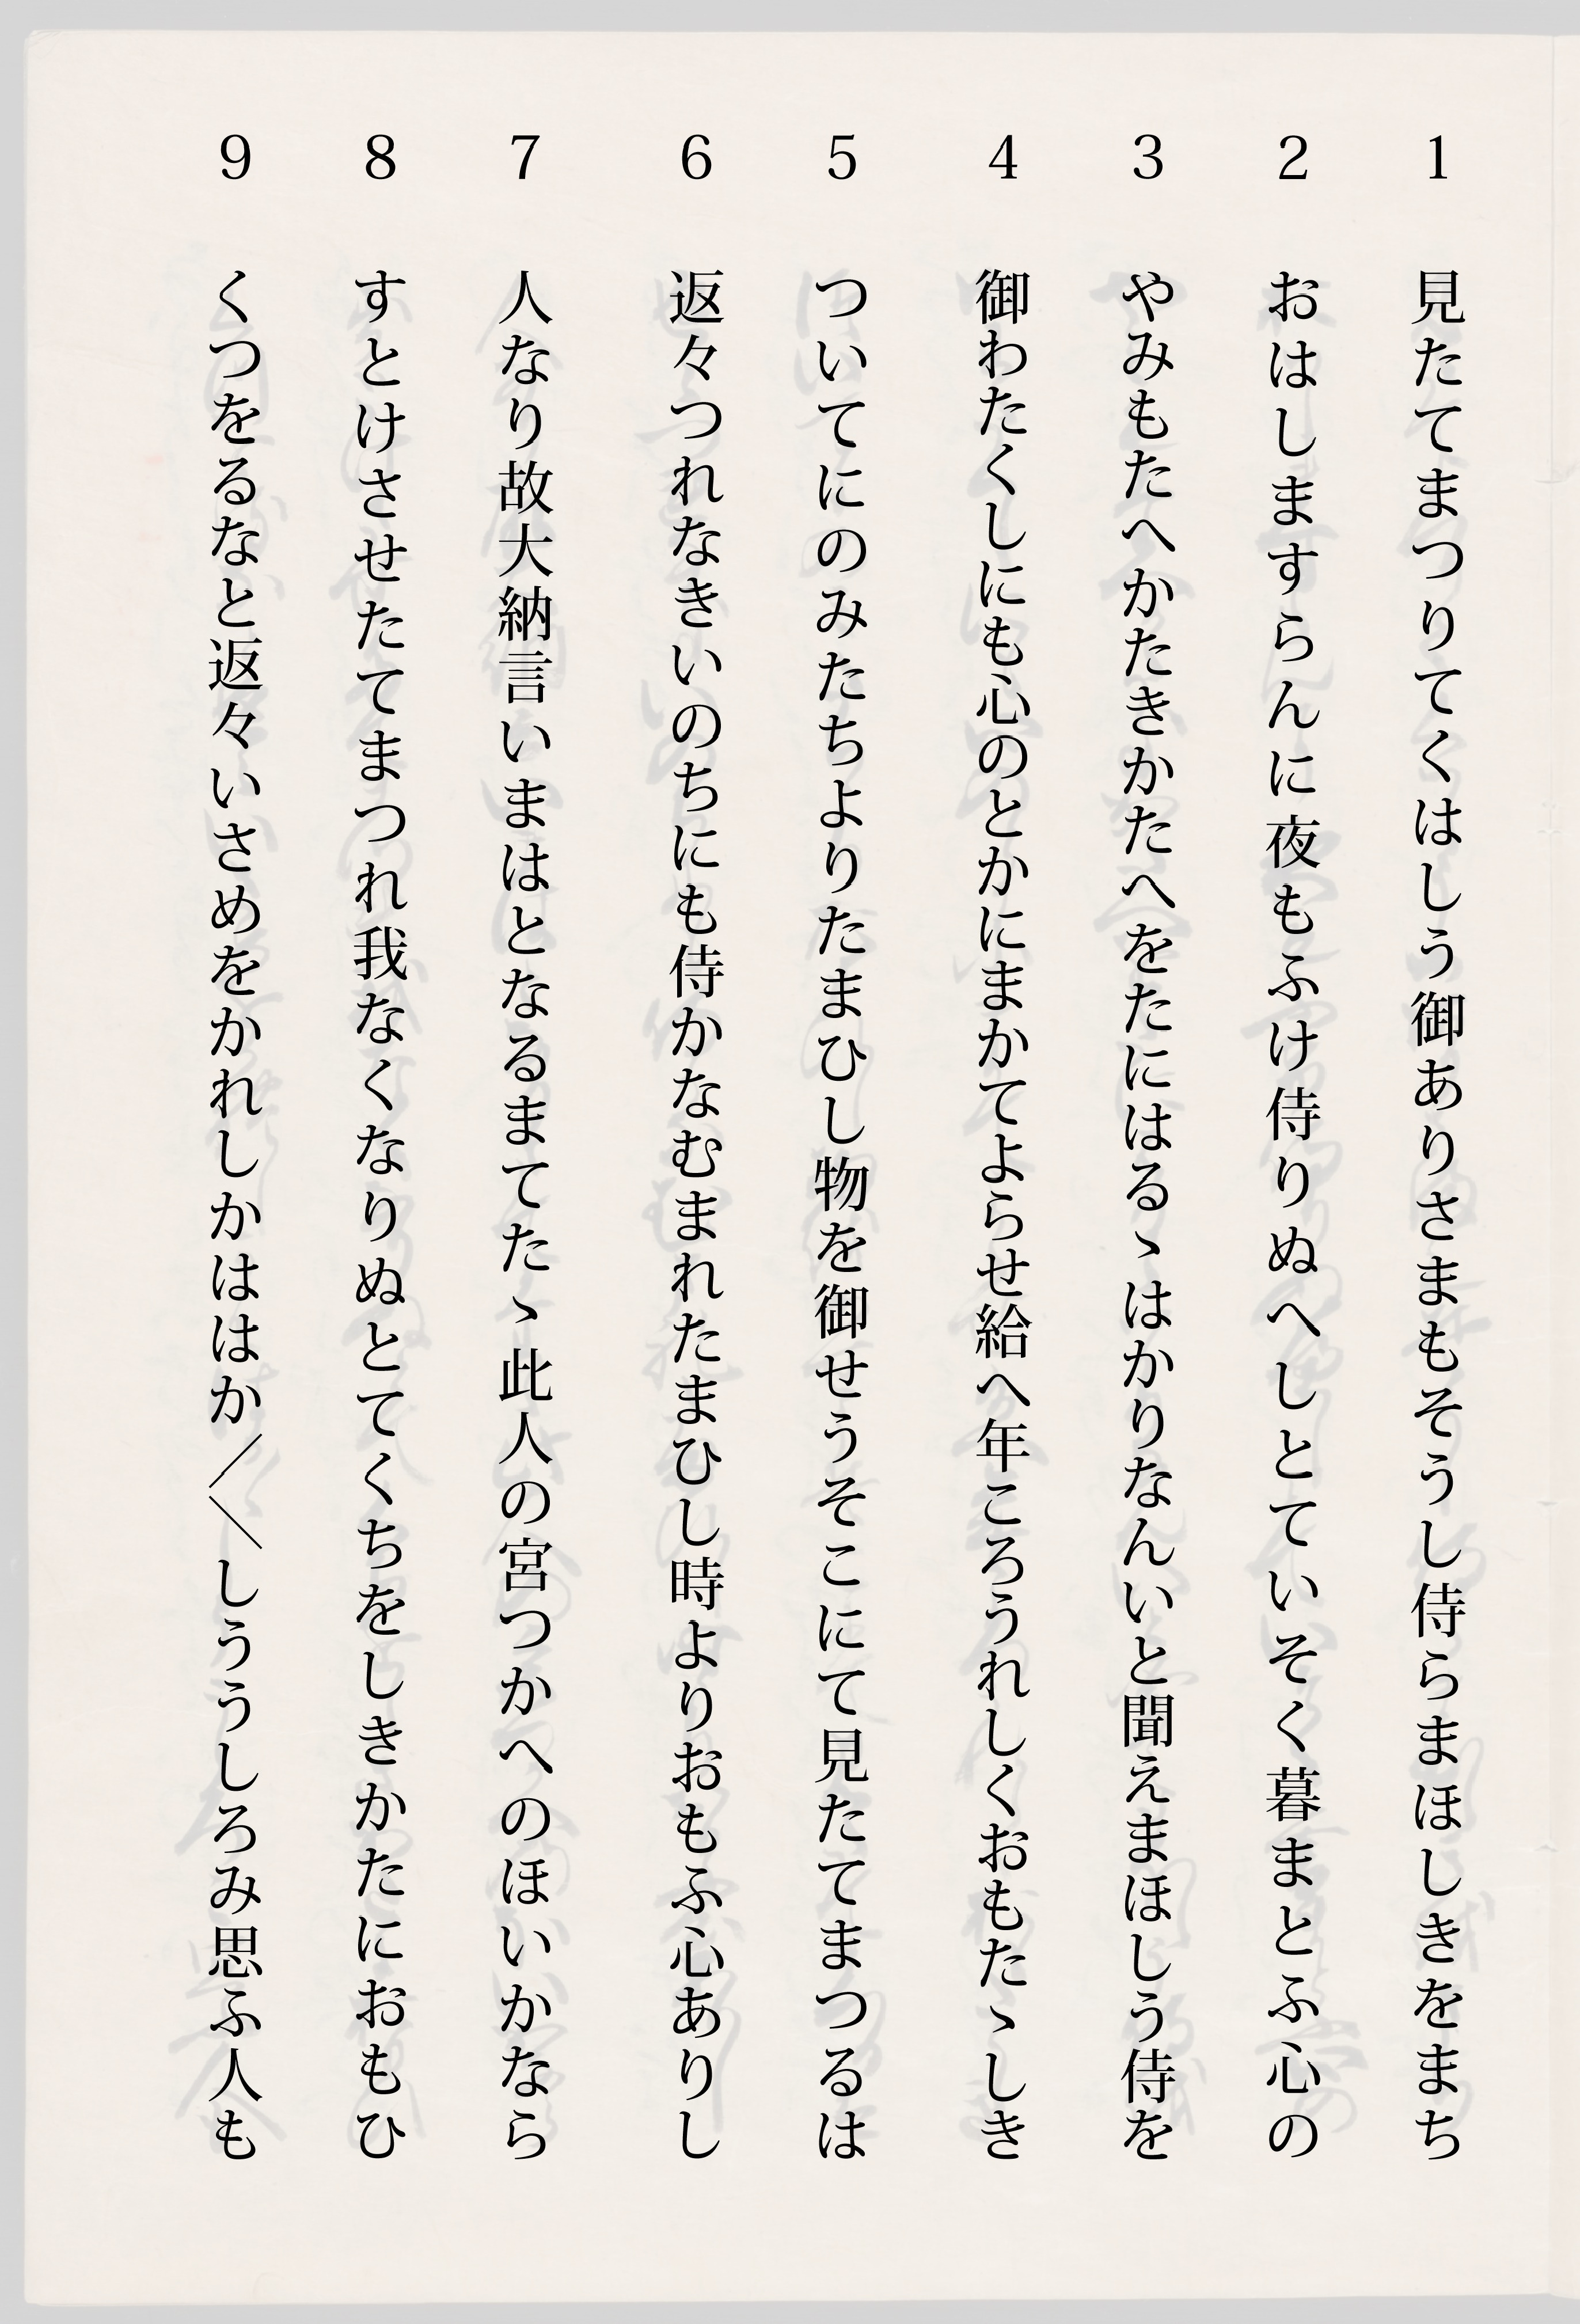 1 見たてまつりてくはしう御ありさまもそうし侍らまほしきをまち
2 おはしますらんに夜もふけ侍りぬへしとていそく暮まとふ心の
3 やみもたへかたきかたへをたにはるゝはかりなんいと聞えまほしう侍を
4 御わたくしにも心のとかにまかてよらせ給へ年ころうれしくおもたゝしき
5 ついてにのみたちよりたまひし物を御せうそこにて見たてまつるは
6 返々つれなきいのちにも侍かなむまれたまひし時よりおもふ心ありし
7 人なり故大納言いまはとなるまてたゝ此人の宮つかへのほいかなら
8 すとけさせたてまつれ我なくなりぬとてくちをしきかたにおもひ
9 くつをるなと返々いさめをかれしかははか／＼しううしろみ思ふ人も